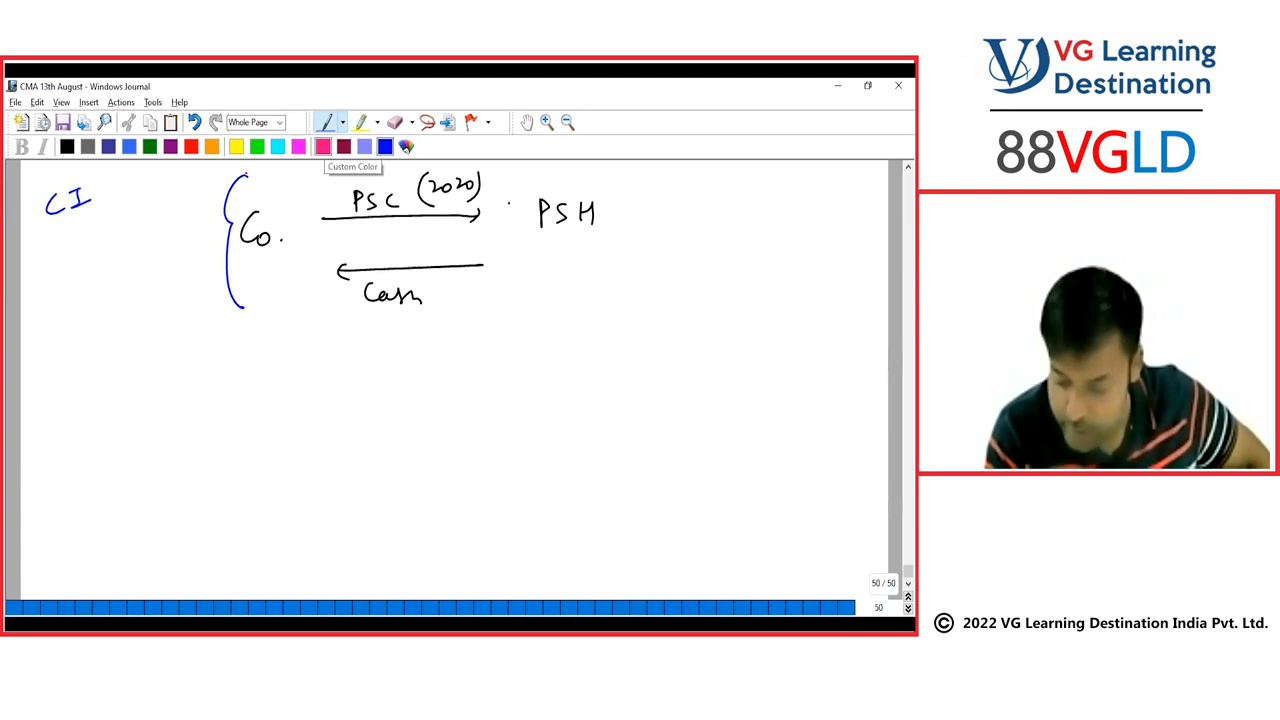 CMA 13th August - Windows Journal
File Edit View Insert Actions Tools Help
Whole Page
B I
Custom Color
CI
Co.
PSC (2020)
PSH
Cash
50 / 50
50
VG Learning
Destination
88VGLD
© 2022 VG Learning Destination India Pvt. Ltd.